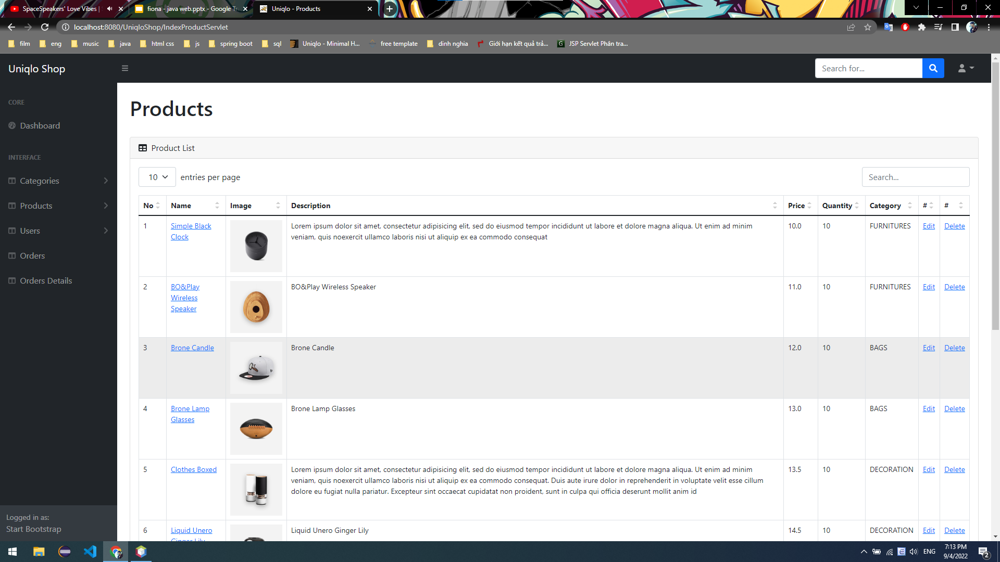 SpaceSpeakers' Love Vibes |
fiona - java web.pptx - Google Tr
Uniqlo - Products
localhost:8080/UniqloShop/IndexProductServlet
film
eng
music
java
html css
js
spring boot
sql
Uniqlo - Minimal H...
free template
dinh nghia
Giới hạn kết quả trả...
JSP Servlet Phân tra...
Uniqlo Shop
Search for...
CORE
Dashboard
INTERFACE
Categories
Products
Users
Orders
Orders Details
Logged in as:
Start Bootstrap
Products
Product List
10 entries per page
Search...
No Name Image Description Price Quantity Category # #
1 Simple Black Lorem ipsum dolor sit amet, consectetur adipisicing elit, sed do eiusmod tempor incididunt ut labore et dolore magna aliqua. Ut enim ad minim 10.0 10 FURNITURES Edit Delete
Clock veniam, quis noexercit ullamco laboris nisi ut aliquip ex ea commodo consequat
2 BO&Play BO&Play Wireless Speaker 11.0 10 FURNITURES Edit Delete
Wireless
Speaker
3 Brone Candle Brone Candle 12.0 10 BAGS Edit Delete
4 Brone Lamp Brone Lamp Glasses 13.0 10 BAGS Edit Delete
Glasses
5 Clothes Boxed Lorem ipsum dolor sit amet, consectetur adipisicing elit, sed do eiusmod tempor incididunt ut labore et dolore magna aliqua. Ut enim ad minim 13.5 10 DECORATION Edit Delete
veniam, quis noexercit ullamco laboris nisi ut aliquip ex ea commodo consequat. Duis aute irure dolor in reprehenderit in voluptate velit esse cillum
dolore eu fugiat nulla pariatur. Excepteur sint occaecat cupidatat non proident, sunt in culpa qui officia deserunt mollit anim id
6 Liquid Unero Liquid Unero Ginger Lily 14.5 10 DECORATION Edit Delete
Ginger Lily
ENG
7:13 PM
9/4/2022
2